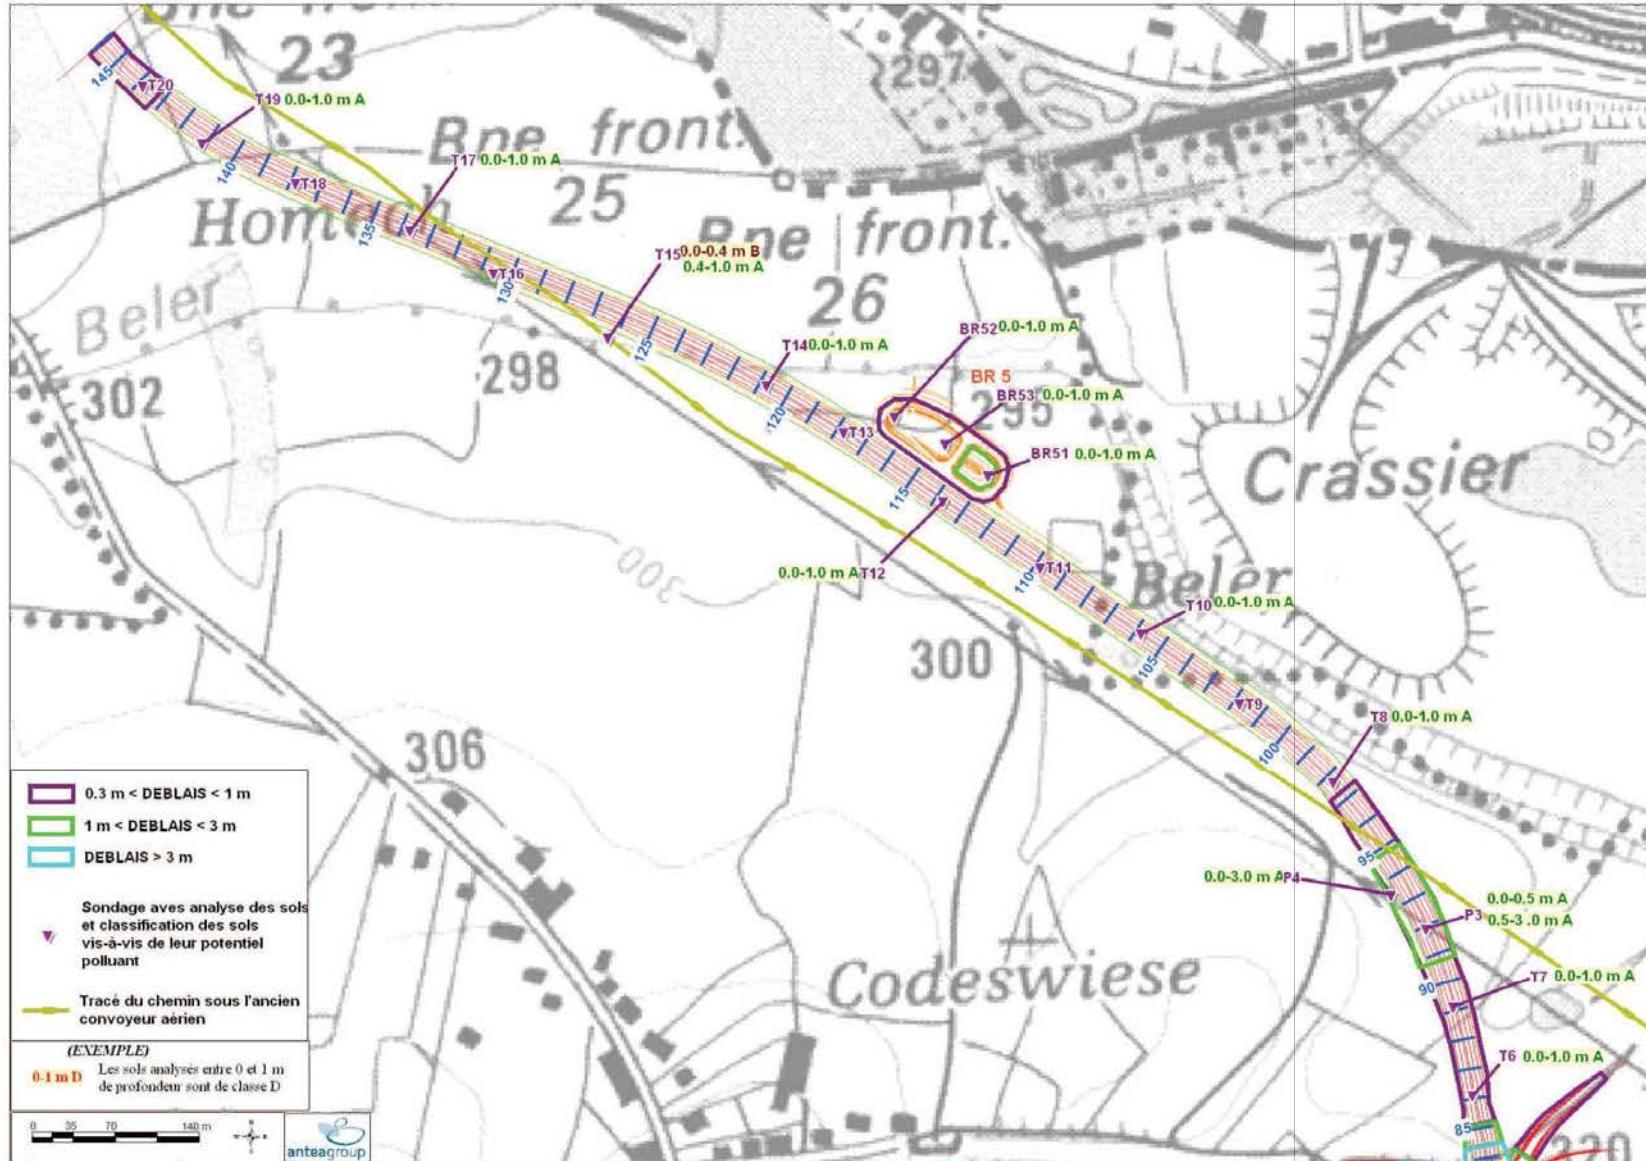 Bne front.
23
297
145
T20
T19 0.0-1.0 m A
140
T18
T17 0.0-1.0 m A
Bne front.
25
Homech
135
T16
130
T15 0.0-0.4 m B
0.4-1.0 m A
Bne front.
26
Beler
302
298
125
T14 0.0-1.0 m A
120
T13
BR52 0.0-1.0 m A
BR 5
BR53 0.0-1.0 m A
295
BR51 0.0-1.0 m A
115
Crassier
300
0.0-1.0 m A T12
110
T11
Beler
T10 0.0-1.0 m A
105
300
T9
100
T8 0.0-1.0 m A
306
95
0.0-3.0 m A P4
0.0-0.5 m A
P3
0.5-3.0 m A
Codeswiese
90
T7 0.0-1.0 m A
T6 0.0-1.0 m A
85
320
0.3 m < DEBLAIS < 1 m
1 m < DEBLAIS < 3 m
DEBLAIS > 3 m
Sondage aves analyse des sols
et classification des sols
vis-à-vis de leur potentiel
polluant
Tracé du chemin sous l'ancien
convoyeur aérien
(EXEMPLE)
0-1 m D Les sols analysés entre 0 et 1 m
de profondeur sont de classe D
0 35 70 140 m
anteagroup